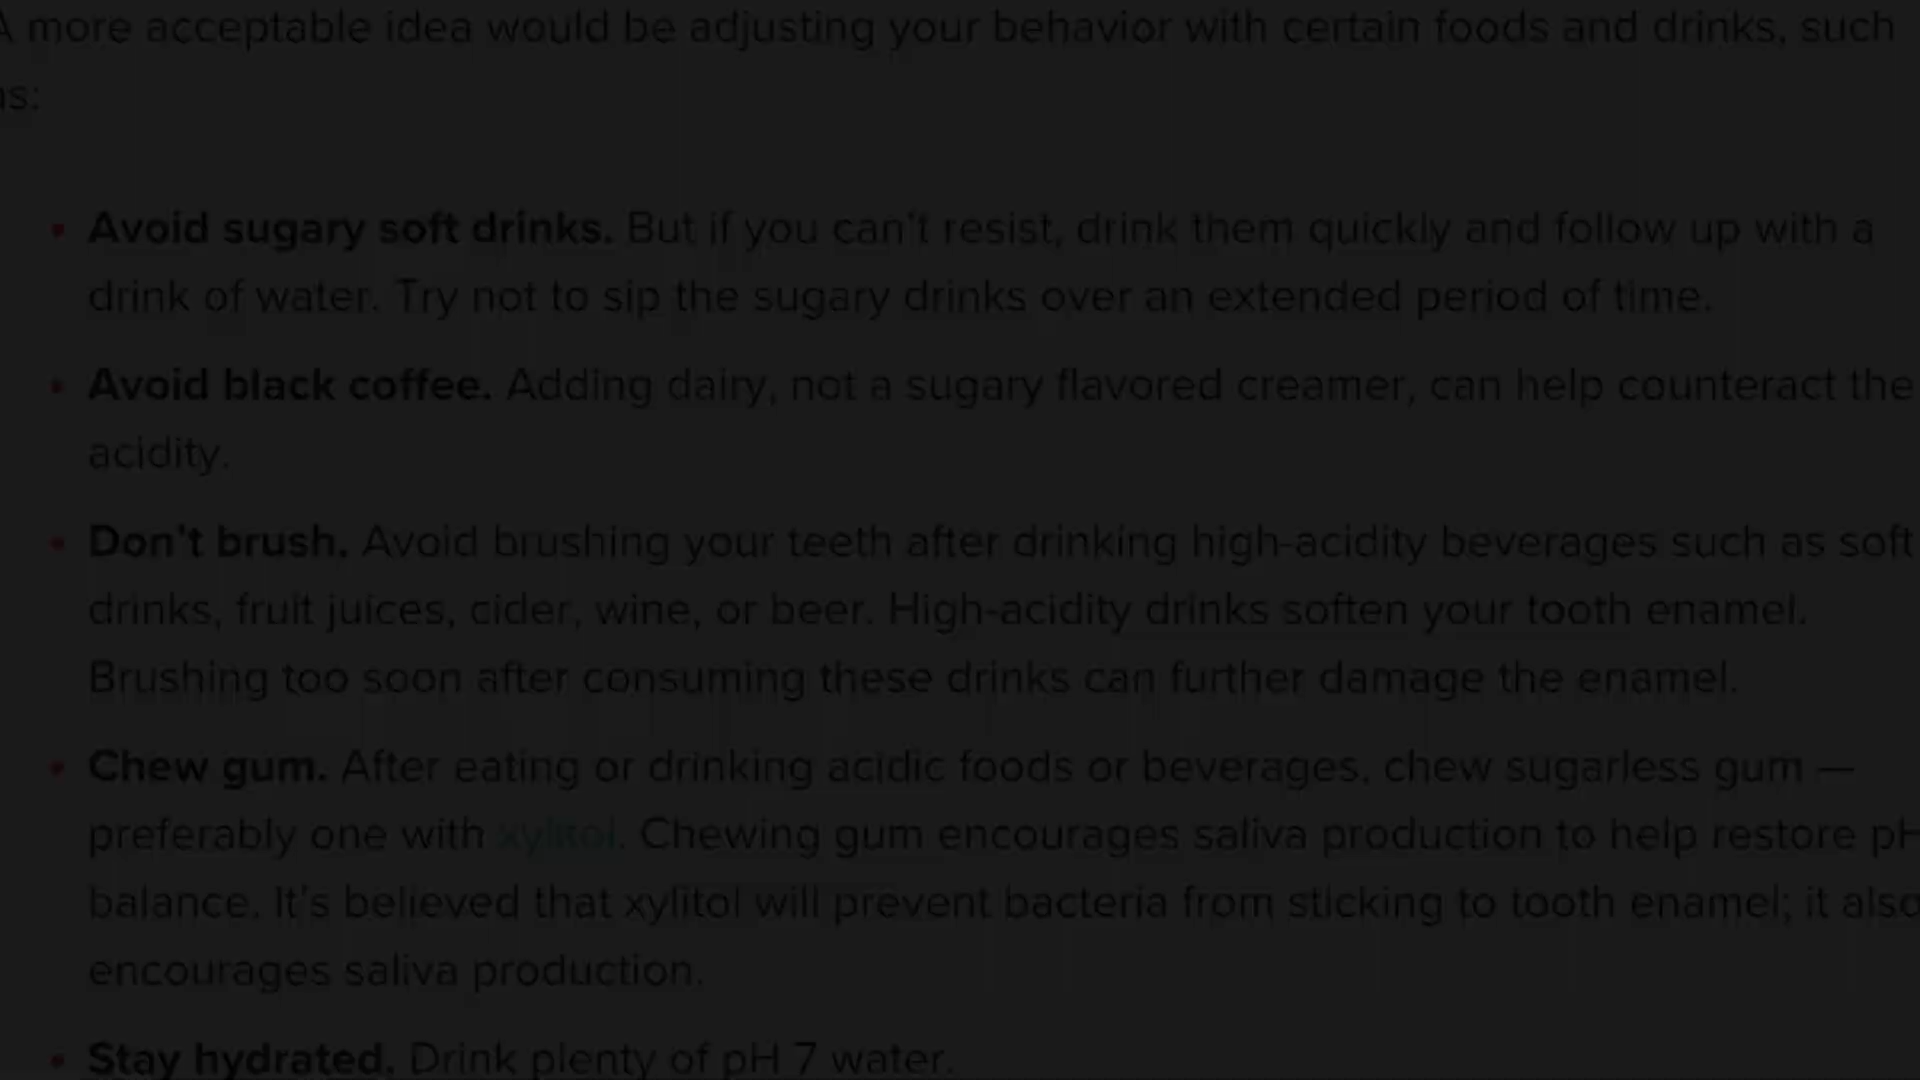 A more acceptable idea would be adjusting your behavior with certain foods and drinks, such
as:
• Avoid sugary soft drinks. But if you can't resist, drink them quickly and follow up with a
drink of water. Try not to sip the sugary drinks over an extended period of time.
• Avoid black coffee. Adding dairy, not a sugary flavored creamer, can help counteract the
acidity.
• Don't brush. Avoid brushing your teeth after drinking high-acidity beverages such as soft
drinks, fruit juices, cider, wine, or beer. High-acidity drinks soften your tooth enamel.
Brushing too soon after consuming these drinks can further damage the enamel.
• Chew gum. After eating or drinking acidic foods or beverages, chew sugarless gum —
preferably one with xylitol. Chewing gum encourages saliva production to help restore pH
balance. It's believed that xylitol will prevent bacteria from sticking to tooth enamel; it also
encourages saliva production.
• Stay hydrated. Drink plenty of pH 7 water.